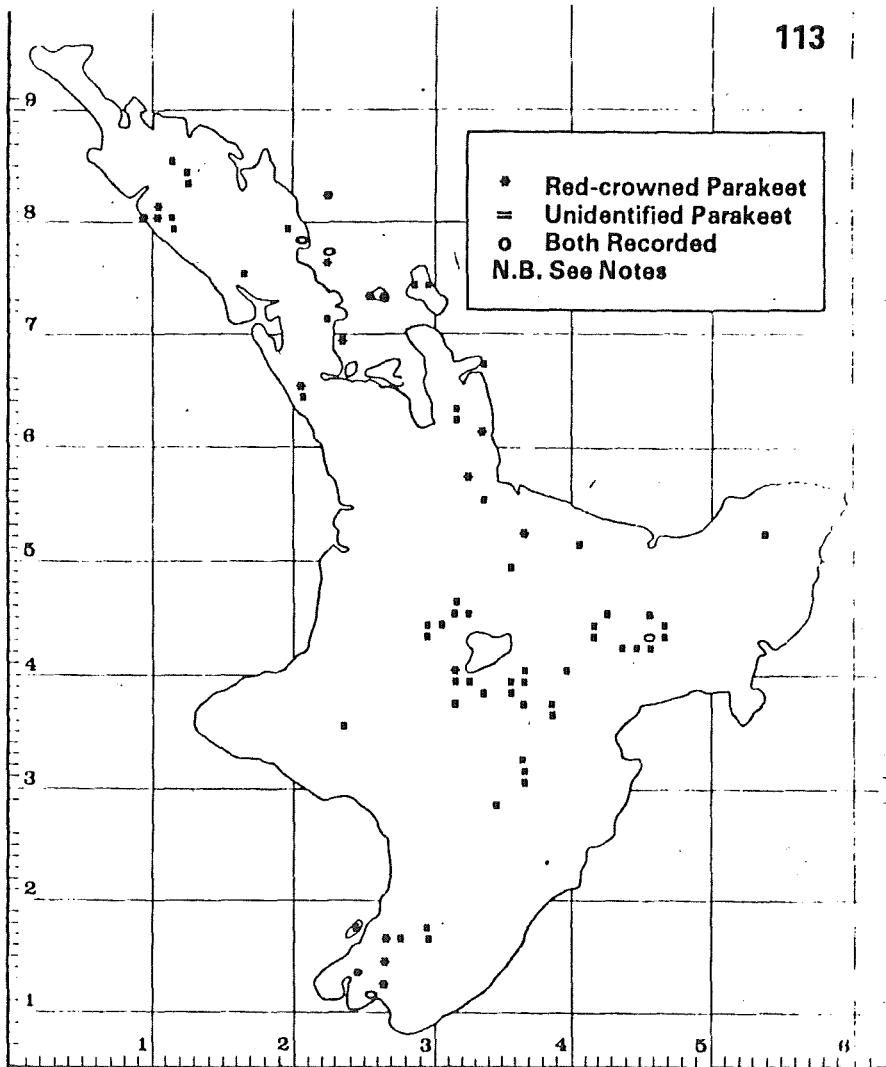 113
* Red-crowned Parakeet
= Unidentified Parakeet
o Both Recorded
N.B. See Notes
9
8
7
6
5
4
3
2
1
1 2 3 4 5 6